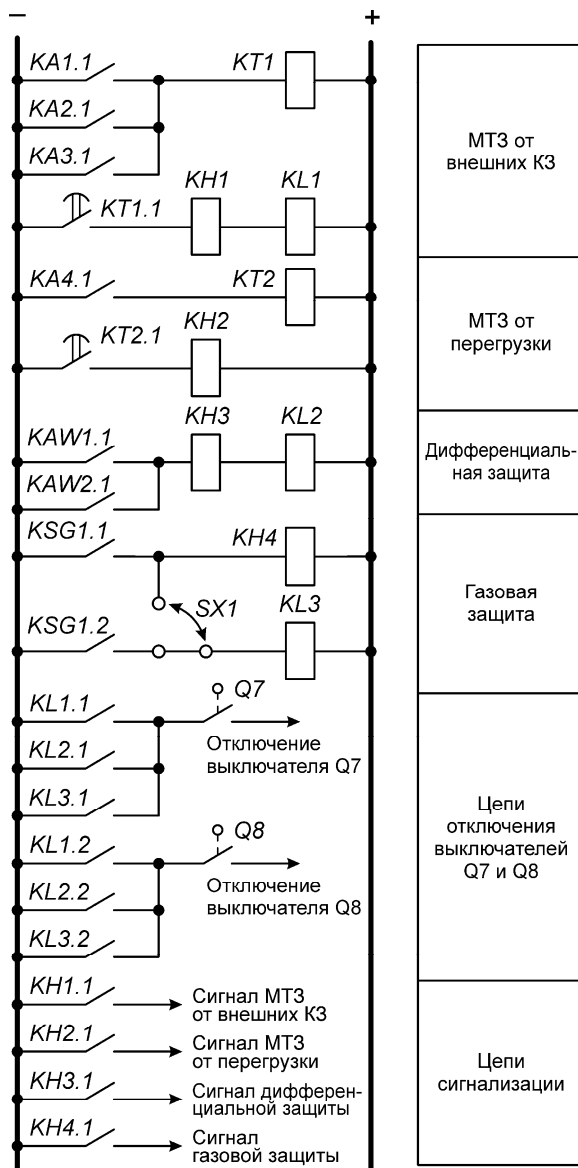 – +
KA1.1 KT1
KA2.1
KA3.1
МТЗ от
внешних КЗ
KT1.1 KH1 KL1
KA4.1 KT2
KT2.1 KH2
МТЗ от
перегрузки
KAW1.1 KH3 KL2
KAW2.1
Дифференциаль-
ная защита
KSG1.1 KH4
SX1
KSG1.2 KL3
Газовая
защита
KL1.1 Q7
Отключение
выключателя Q7
KL2.1
KL3.1
KL1.2 Q8
Отключение
выключателя Q8
KL2.2
KL3.2
Цепи
отключения
выключателей
Q7 и Q8
KH1.1 Сигнал МТЗ
от внешних КЗ
KH2.1 Сигнал МТЗ
от перегрузки
KH3.1 Сигнал дифферен-
циальной защиты
KH4.1 Сигнал
газовой защиты
Цепи
сигнализации